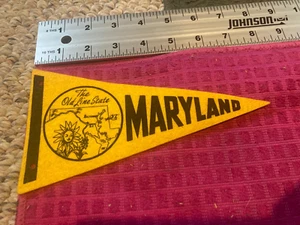 JOHNSON
The
Old Line State
MARYLAND